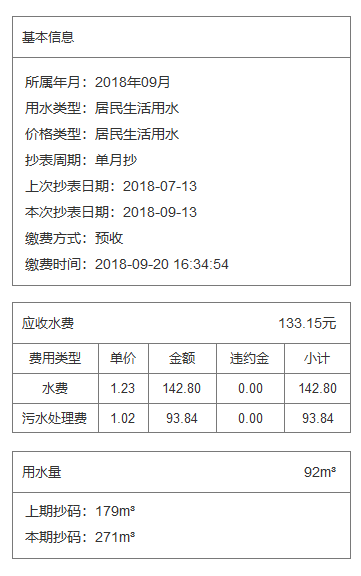 基本信息
所属年月：2018年09月
用水类型：居民生活用水
价格类型：居民生活用水
抄表周期：单月抄
上次抄表日期：2018-07-13
本次抄表日期：2018-09-13
缴费方式：预收
缴费时间：2018-09-20 16:34:54
应收水费 133.15元
费用类型 单价 金额 违约金 小计
水费 1.23 142.80 0.00 142.80
污水处理费 1.02 93.84 0.00 93.84
用水量 92m³
上期抄码：179m³
本期抄码：271m³